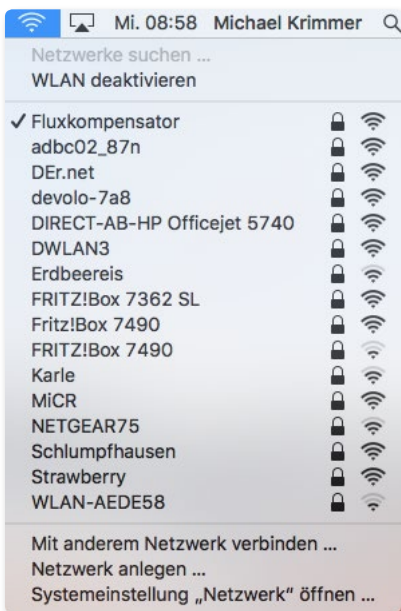 Mi. 08:58 Michael Krimmer
Netzwerke suchen ...
WLAN deaktivieren
Fluxkompensator
adbc02_87n
DEr.net
devolo-7a8
DIRECT-AB-HP Officejet 5740
DWLAN3
Erdbeereis
FRITZ!Box 7362 SL
Fritz!Box 7490
FRITZ!Box 7490
Karle
MiCR
NETGEAR75
Schlumpfhausen
Strawberry
WLAN-AEDE58
Mit anderem Netzwerk verbinden ...
Netzwerk anlegen ...
Systemeinstellung „Netzwerk“ öffnen ...